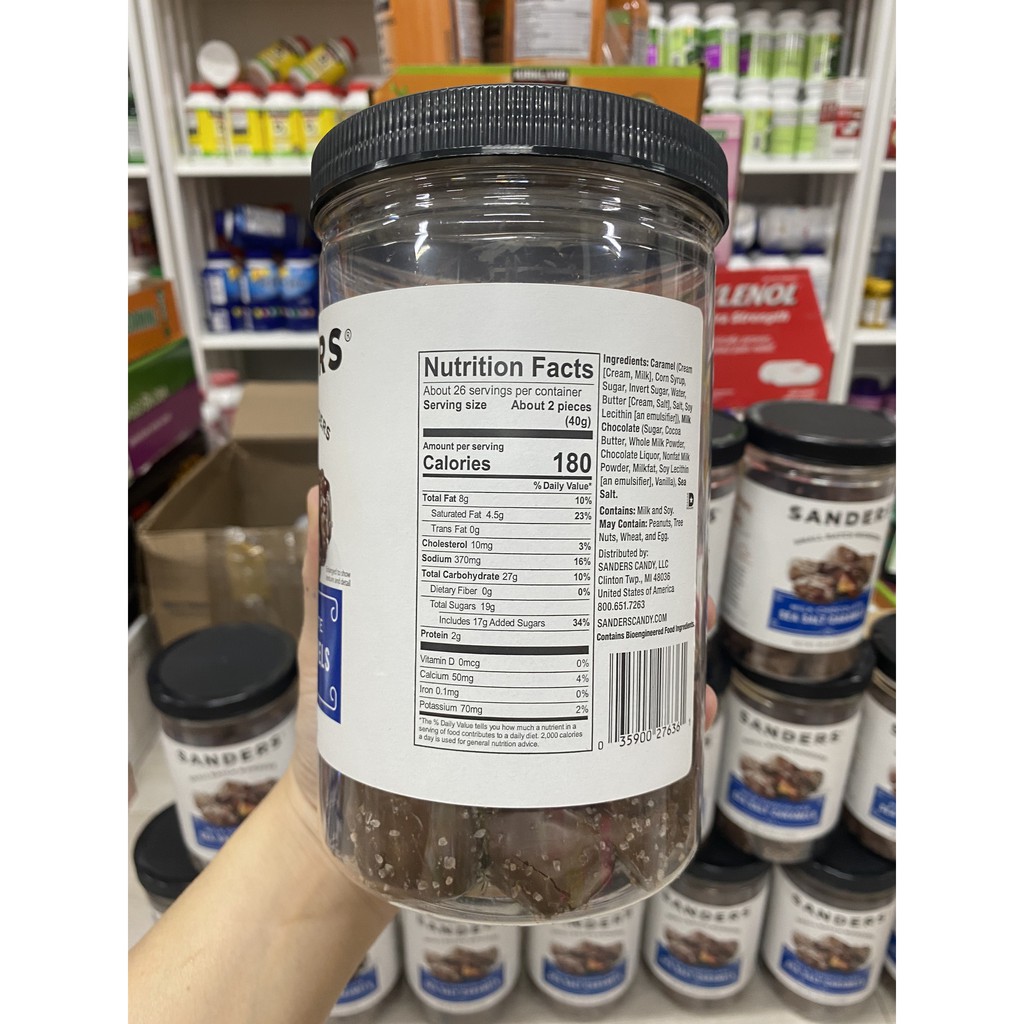 KIRKLAND
LENOL
RS®
ERS
ELS
Nutrition Facts
About 26 servings per container
Serving size About 2 pieces
(40g)
Amount per serving
Calories 180
% Daily Value*
Total Fat 8g 10%
Saturated Fat 4.5g 23%
Trans Fat 0g
Cholesterol 10mg 3%
Sodium 370mg 16%
Total Carbohydrate 27g 10%
Dietary Fiber 0g 0%
Total Sugars 19g
Includes 17g Added Sugars 34%
Protein 2g
Vitamin D 0mcg 0%
Calcium 50mg 4%
Iron 0.1mg 0%
Potassium 70mg 2%
*The % Daily Value tells you how much a nutrient in a
serving of food contributes to a daily diet. 2,000 calories
a day is used for general nutrition advice.
Ingredients: Caramel (Cream
[Cream, Milk], Corn Syrup,
Sugar, Invert Sugar, Water,
Butter [Cream, Salt], Salt, Soy
Lecithin [an emulsifier]), Milk
Chocolate (Sugar, Cocoa
Butter, Whole Milk Powder,
Chocolate Liquor, Nonfat Milk
Powder, Milkfat, Soy Lecithin
[an emulsifier], Vanilla), Sea
Salt.
Contains: Milk and Soy.
May Contain: Peanuts, Tree
Nuts, Wheat, and Egg.
Distributed by:
SANDERS CANDY, LLC
Clinton Twp., MI 48036
United States of America
800.651.7263
SANDERSCANDY.COM
Contains Bioengineered Food Ingredients.
0 35900 27636
SANDERS
SEA SALT CARAMELS
SANDERS
SANDERS
SANDERS
SANDERS
SANDERS
SANDERS